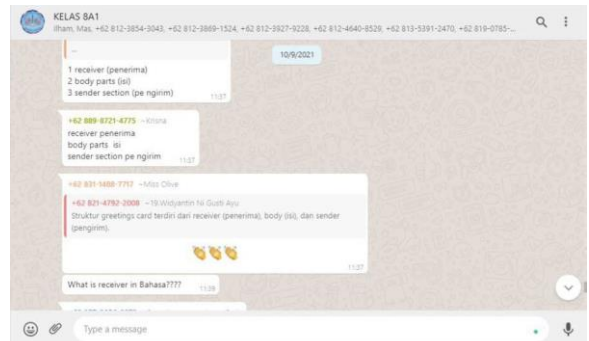 KELAS 8A1
Ilham, Mas, +62 812-3854-3043, +62 812-3869-1524, +62 812-3927-9228, +62 812-4640-8529, +62 813-5391-2470, +62 819-0785-...
10/9/2021
...
1 receiver (penerima)
2 body parts (isi)
3 sender section (pe ngirim)
11:37
+62 889-8721-4775 ~Krisna
receiver penerima
body parts isi
sender section pe ngirim
11:37
+62 831-1488-7717 ~Miss Olive
+62 821-4792-2008 ~19.Widyantin Ni Gusti Ayu
Struktur greetings card terdiri dari receiver (penerima), body (isi), dan sender
(pengirim).
11:37
What is receiver in Bahasa????
11:39
Type a message